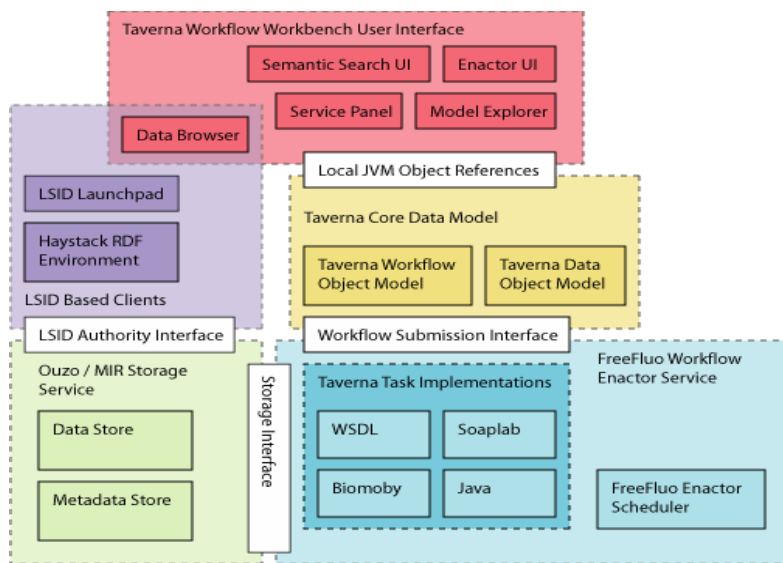 Taverna Workflow Workbench User Interface
Semantic Search UI
Enactor UI
Service Panel
Model Explorer
Data Browser
Local JVM Object References
LSID Launchpad
Haystack RDF
Environment
LSID Based Clients
Taverna Core Data Model
Taverna Workflow
Object Model
Taverna Data
Object Model
LSID Authority Interface
Workflow Submission Interface
Ouzo / MIR Storage
Service
Data Store
Metadata Store
Storage Interface
Taverna Task Implementations
WSDL
Soaplab
Biomoby
Java
FreeFluo Workflow
Enactor Service
FreeFluo Enactor
Scheduler